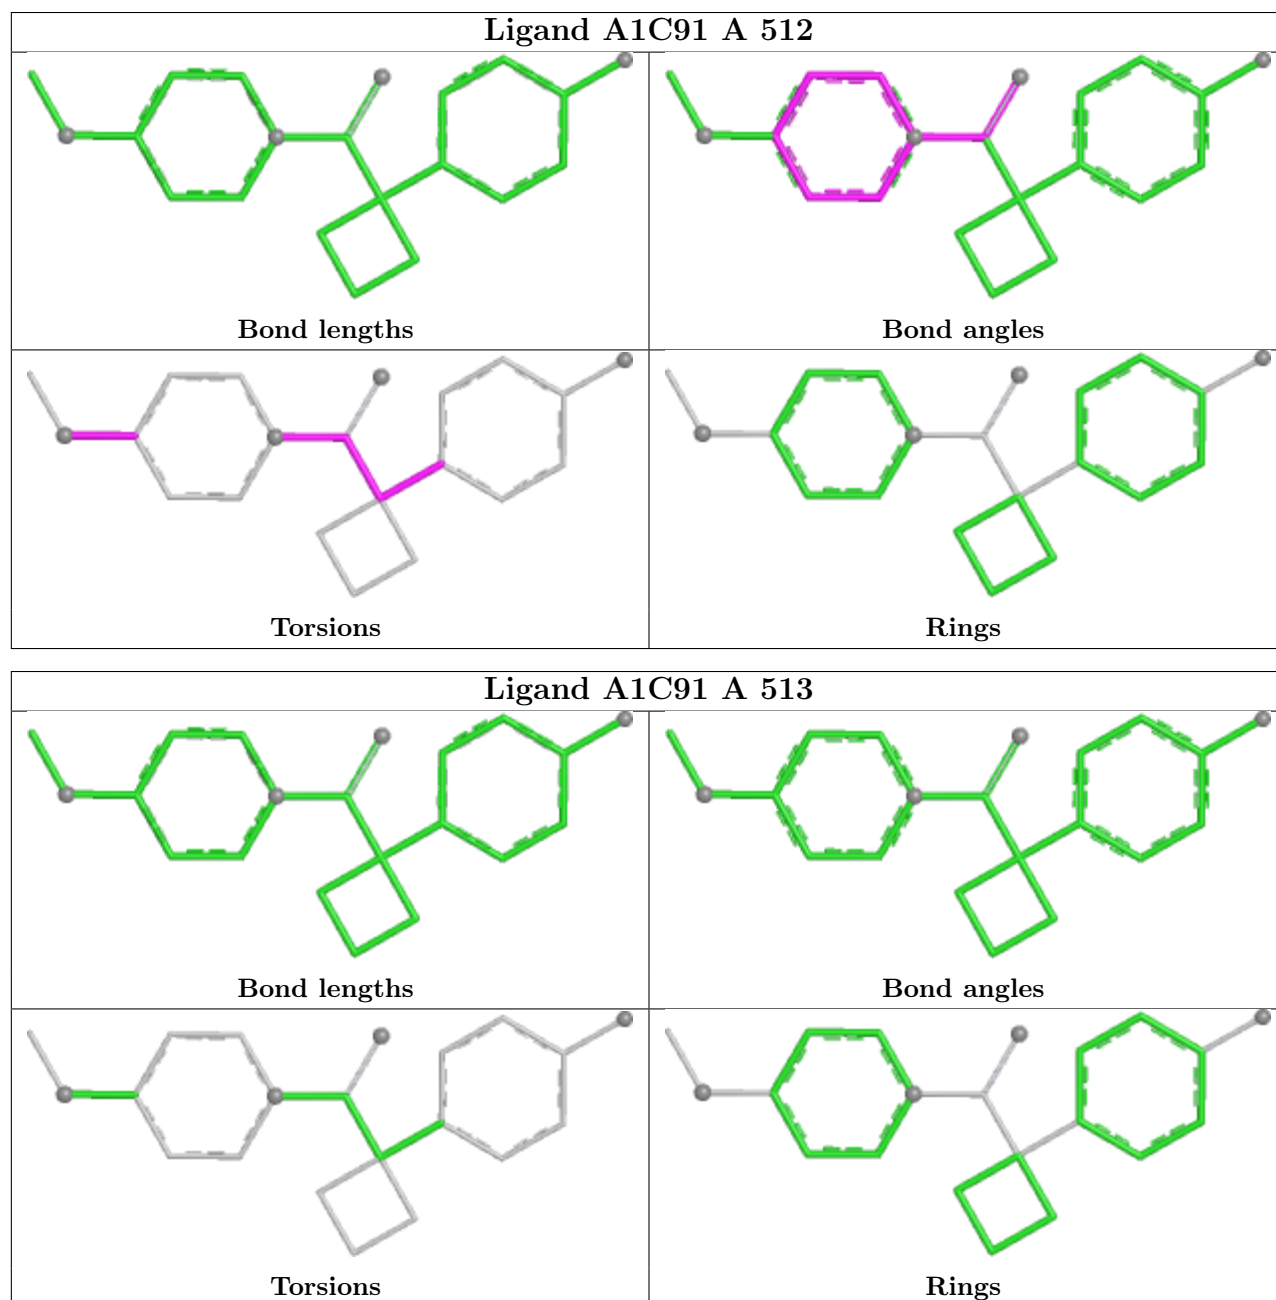 Ligand A1C91 A 512
Bond lengths
Bond angles
Torsions
Rings
Ligand A1C91 A 513
Bond lengths
Bond angles
Torsions
Rings